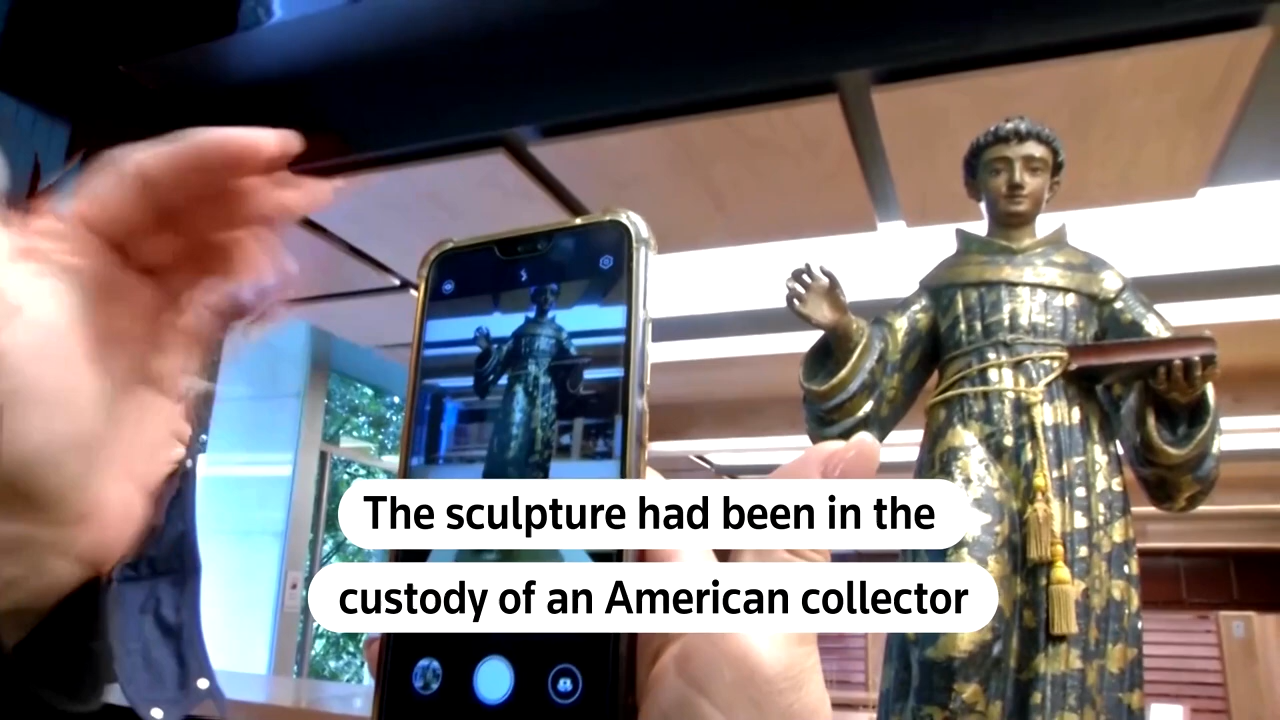 The sculpture had been in the
custody of an American collector